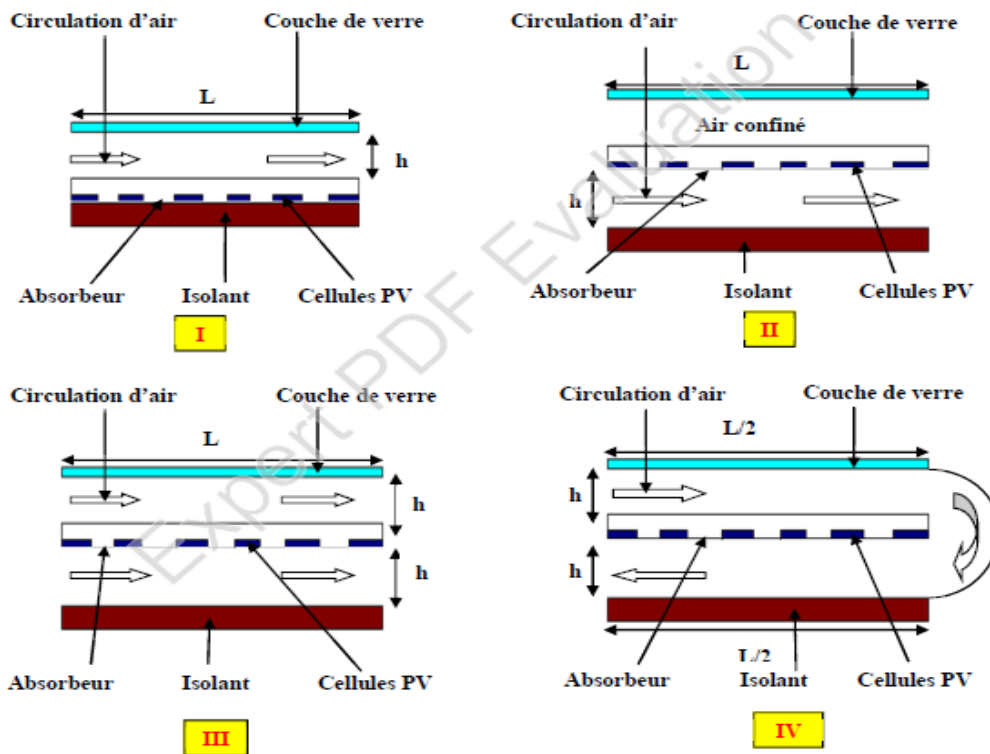 Circulation d'air
Couche de verre
L
h
Absorbeur
Isolant
Cellules PV
I
Circulation d'air
Couche de verre
L
Air confiné
h
Absorbeur
Isolant
Cellules PV
II
Circulation d'air
Couche de verre
L
h
h
Absorbeur
Isolant
Cellules PV
III
Circulation d'air
Couche de verre
L/2
h
h
L/2
Absorbeur
Isolant
Cellules PV
IV
Expert PDF Evaluation